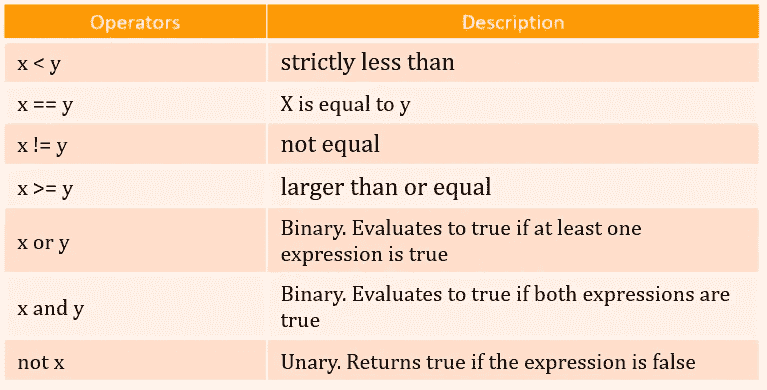 Operators Description
x < y strictly less than
x == y X is equal to y
x != y not equal
x >= y larger than or equal
x or y Binary. Evaluates to true if at least one
expression is true
x and y Binary. Evaluates to true if both expressions are
true
not x Unary. Returns true if the expression is false